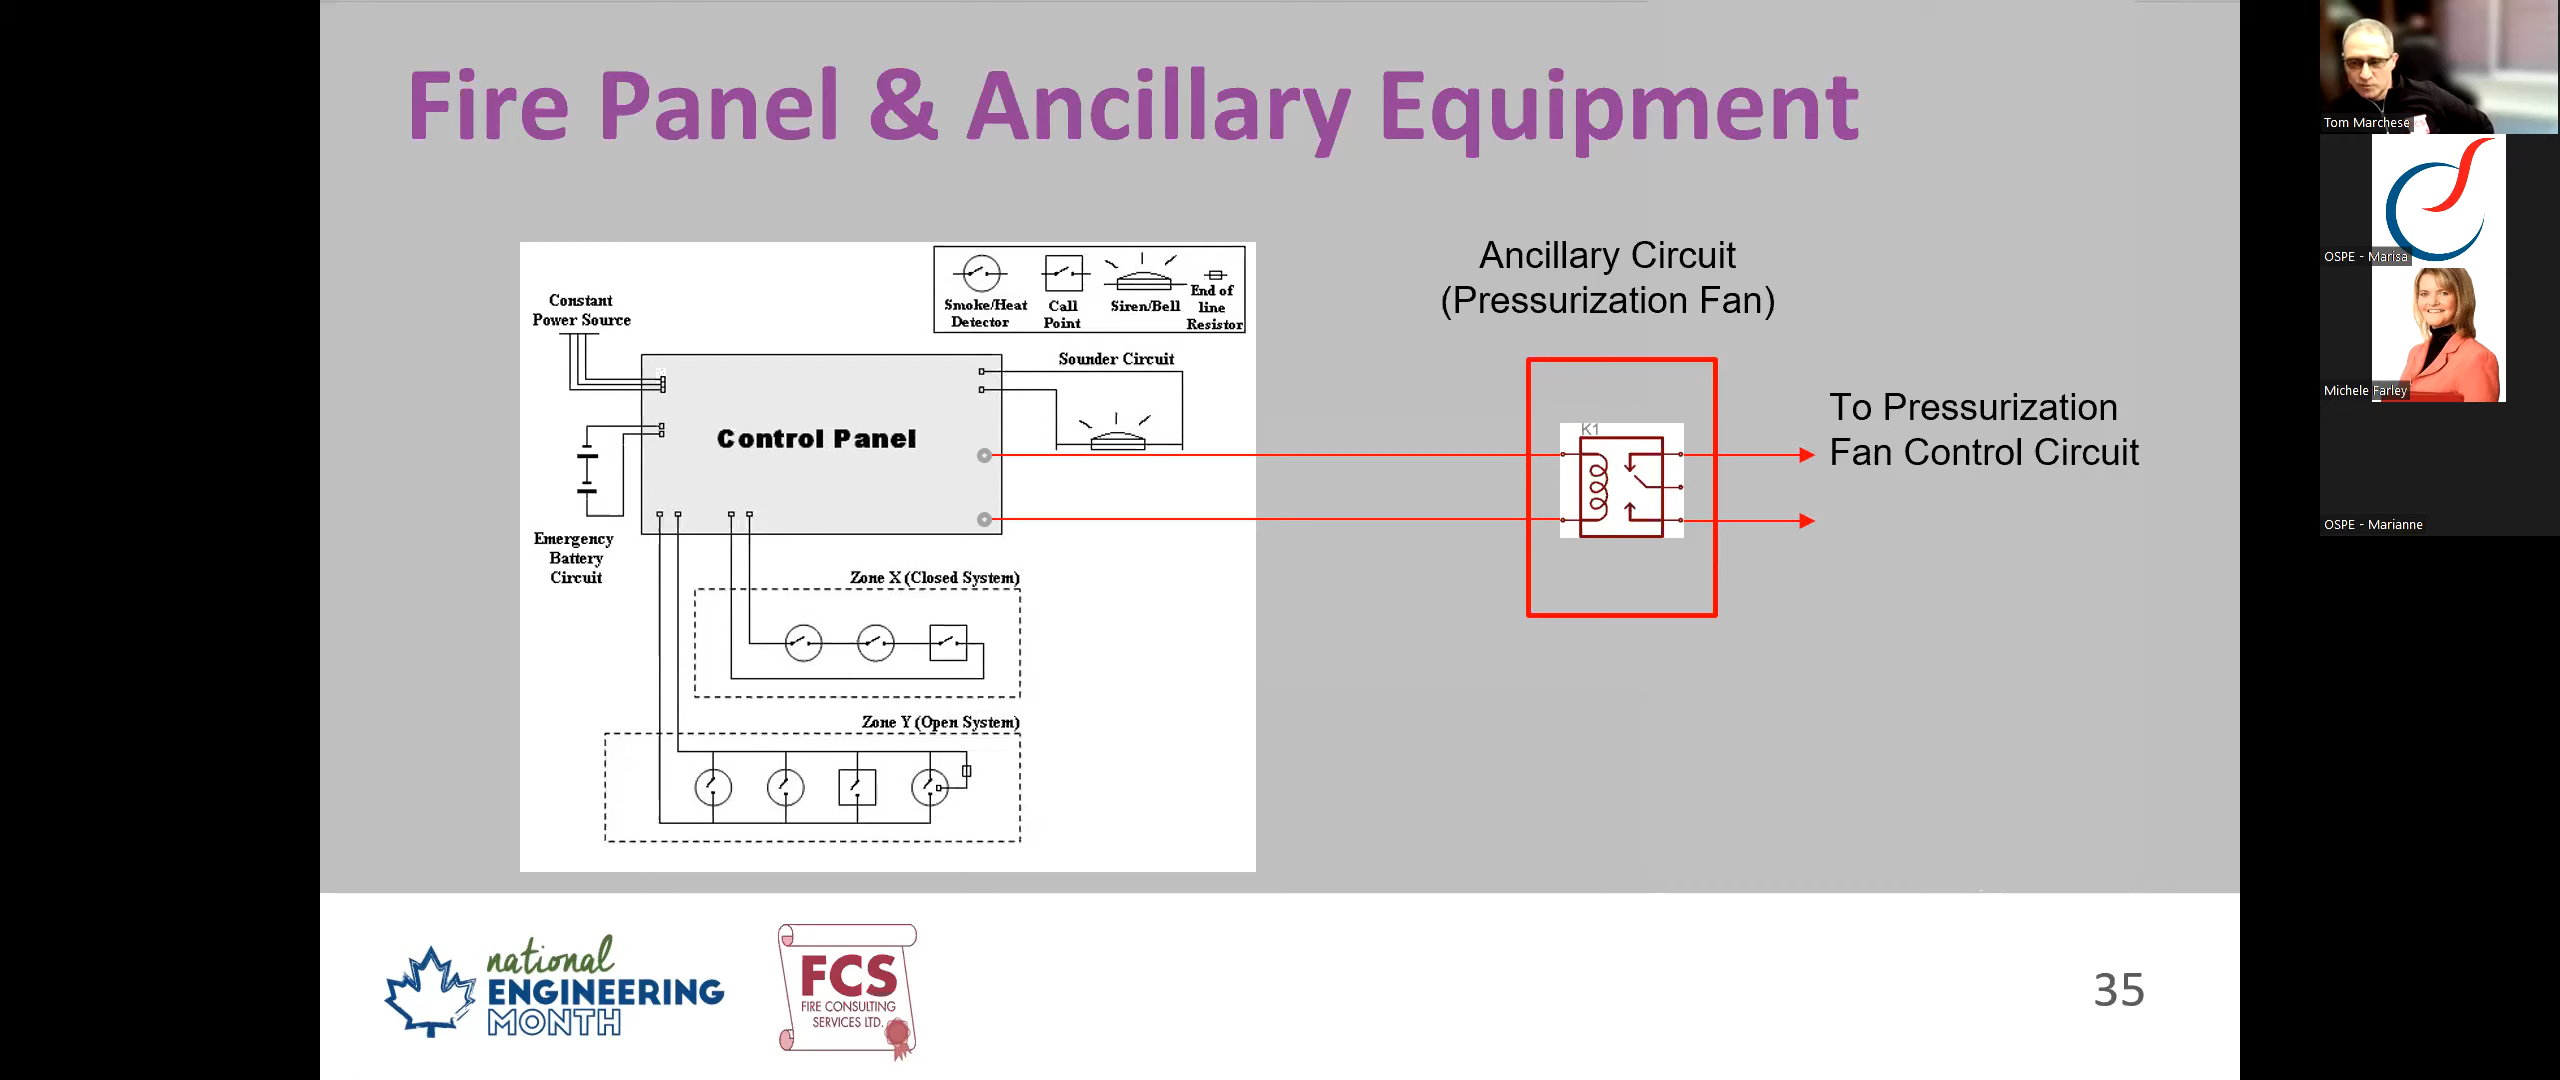 Fire Panel & Ancillary Equipment
Constant
Power Source
Smoke/Heat
Detector
Call
Point
Siren/Bell
End of
line
Resistor
Sounder Circuit
Control Panel
Emergency
Battery
Circuit
Zone X (Closed System)
Zone Y (Open System)
Ancillary Circuit
(Pressurization Fan)
K1
To Pressurization
Fan Control Circuit
national
ENGINEERING
MONTH
FCS
FIRE CONSULTING
SERVICES LTD.
35
Tom Marchese
OSPE - Marisa
Michele Farley
OSPE - Marianne